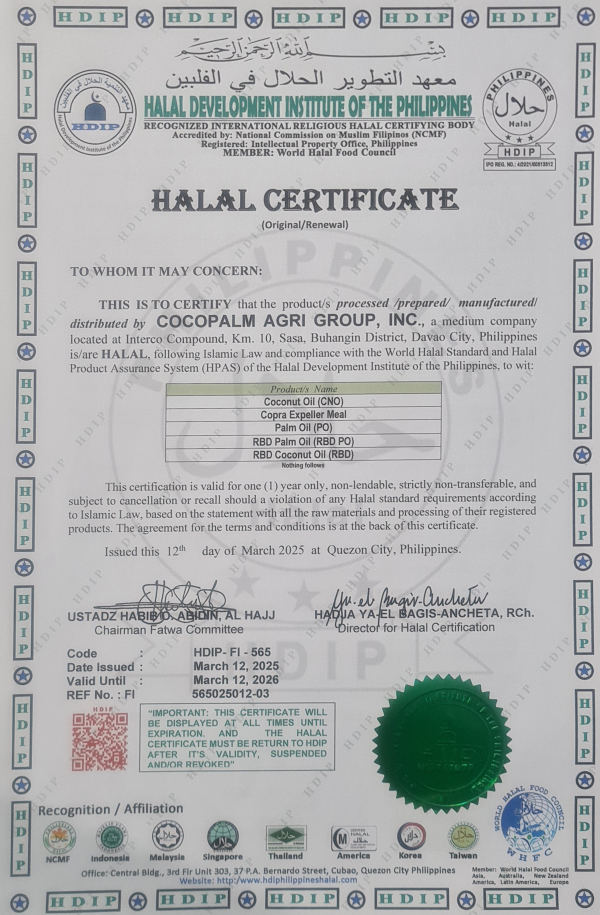 بسم الله الرحمن الرحيم
معهد التطوير الحلال في الفلبين
HALAL DEVELOPMENT INSTITUTE OF THE PHILIPPINES
RECOGNIZED INTERNATIONAL RELIGIOUS HALAL CERTIFYING BODY
Accredited by: National Commission on Muslim Filipinos (NCMF)
Registered: Intellectual Property Office, Philippines
MEMBER: World Halal Food Council
HDIP
PHILIPPINES
حلال
Halal
HDIP
HALAL CERTIFICATE
(Original/Renewal)
TO WHOM IT MAY CONCERN:
THIS IS TO CERTIFY that the product/s processed /prepared/ manufactured/
distributed by COCOPALM AGRI GROUP, INC., a medium company
located at Interco Compound, Km. 10, Sasa, Buhangin District, Davao City, Philippines
is/are HALAL, following Islamic Law and compliance with the World Halal Standard and Halal
Product Assurance System (HPAS) of the Halal Development Institute of the Philippines, to wit:
Product/s Name
Coconut Oil (CNO)
Copra Expeller Meal
Palm Oil (PO)
RBD Palm Oil (RBD PO)
RBD Coconut Oil (RBD)
Nothing follows
This certification is valid for one (1) year only, non-lendable, strictly non-transferable, and
subject to cancellation or recall should a violation of any Halal standard requirements according
to Islamic Law, based on the statement with all the raw materials and processing of their registered
products. The agreement for the terms and conditions is at the back of this certificate.
Issued this 12th day of March 2025 at Quezon City, Philippines.
USTADZ HABIB O. ABIDIN, AL HAJJ
Chairman Fatwa Committee
HADJA YA-EL BAGIS-ANCHETA, RCh.
Director for Halal Certification
Code : HDIP- FI - 565
Date Issued : March 12, 2025
Valid Until : March 12, 2026
REF No. : FI 565025012-03
HDIP
"IMPORTANT: THIS CERTIFICATE WILL
BE DISPLAYED AT ALL TIMES UNTIL
EXPIRATION. AND THE HALAL
CERTIFICATE MUST BE RETURN TO HDIP
AFTER IT'S VALIDITY, SUSPENDED
AND/OR REVOKED"
Recognition / Affiliation
NCMF
Indonesia
Malaysia
Singapore
Thailand
America
Korea
Taiwan
WORLD HALAL FOOD COUNCIL
WHFC
Office: Central Bldg., 3rd Flr Unit 303, 37 P.A. Bernardo Street, Cubao, Quezon City Philippines
Website: http:/www.hdiphilippineshalal.com
Member: World Halal Food Council
Asia, Australia, New Zealand
America, Latin America, Europe